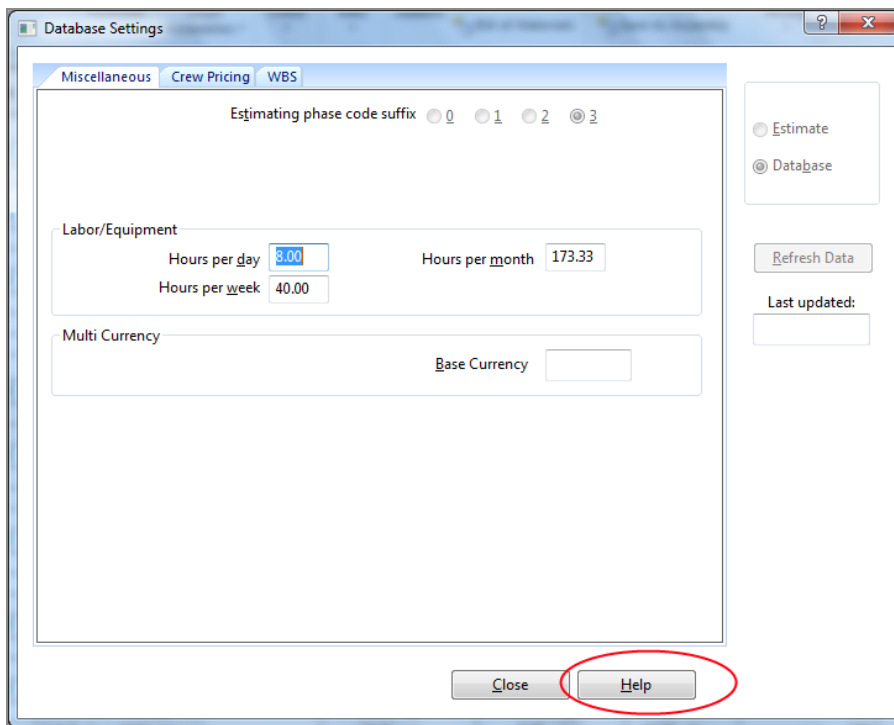 Database Settings
Miscellaneous Crew Pricing WBS
Estimating phase code suffix 0 1 2 3
Estimate
Database
Labor/Equipment
Hours per day 8.00 Hours per month 173.33
Hours per week 40.00
Refresh Data
Last updated:
Multi Currency
Base Currency
Close Help